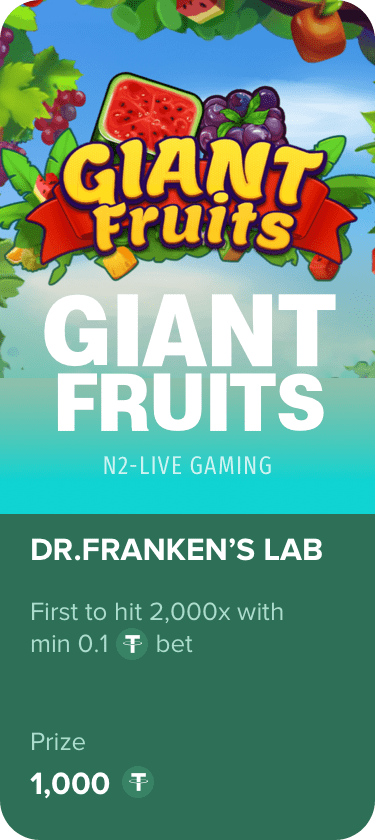 GIANT
Fruits
GIANT
FRUITS
N2-LIVE GAMING
DR.FRANKEN'S LAB
First to hit 2,000x with
min 0.1 bet
Prize
1,000